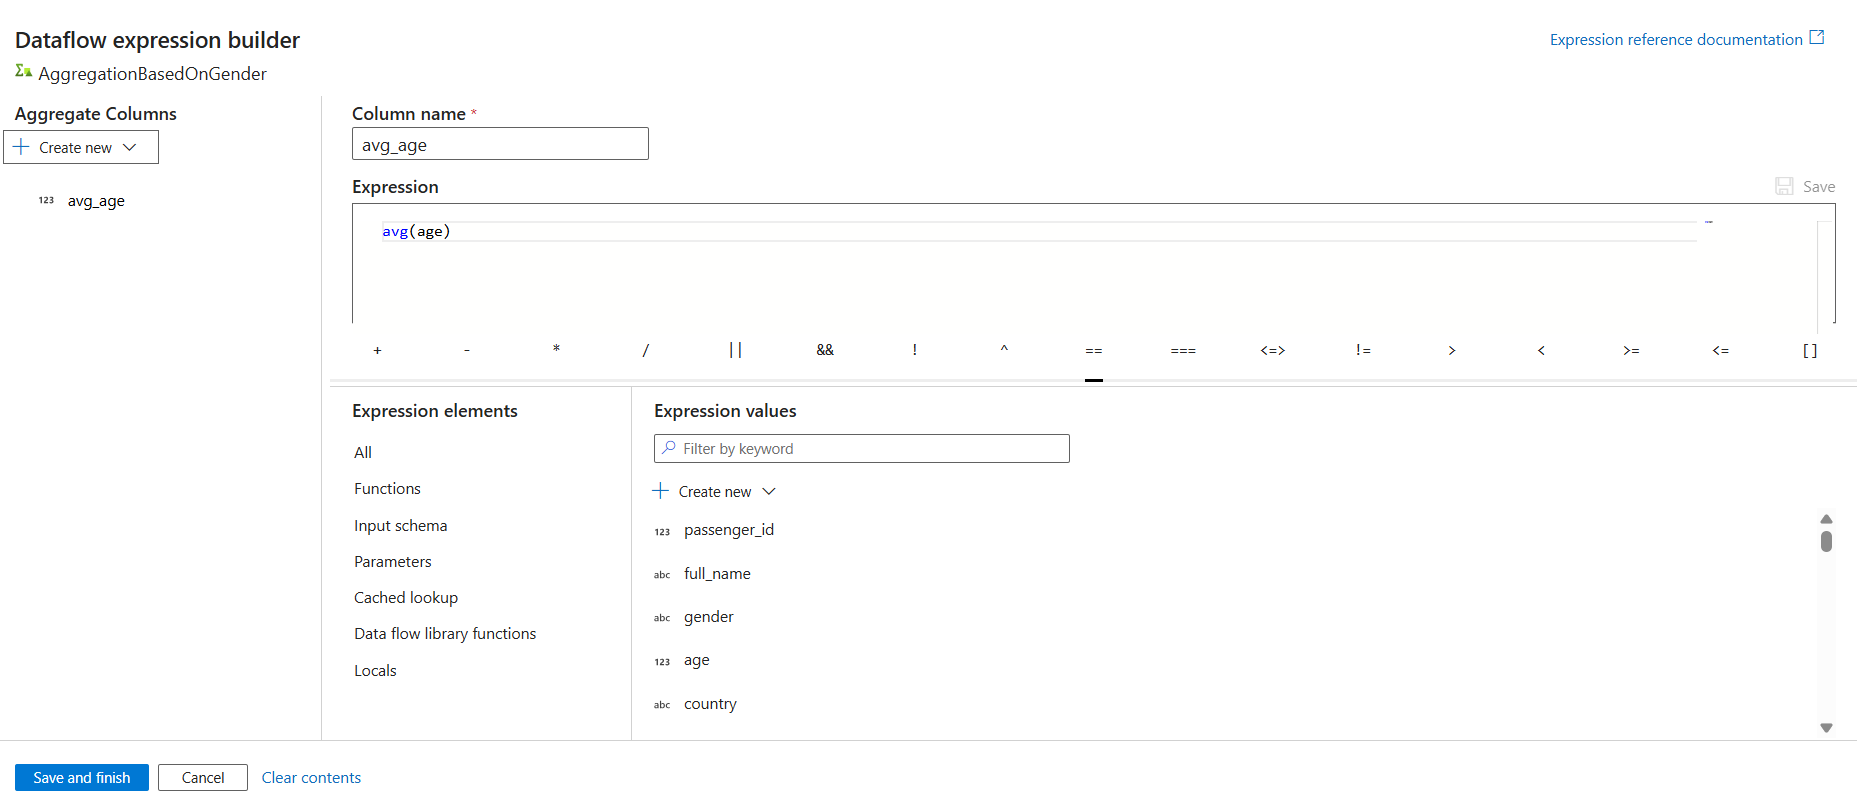 Dataflow expression builder
Expression reference documentation
AggregationBasedOnGender
Aggregate Columns
Create new
123 avg_age
Column name *
avg_age
Expression
Save
avg(age)
+ - * / || && ! ^ == === <=> != > < >= <= []
Expression elements
All
Functions
Input schema
Parameters
Cached lookup
Data flow library functions
Locals
Expression values
Filter by keyword
Create new
123 passenger_id
abc full_name
abc gender
123 age
abc country
Save and finish
Cancel
Clear contents